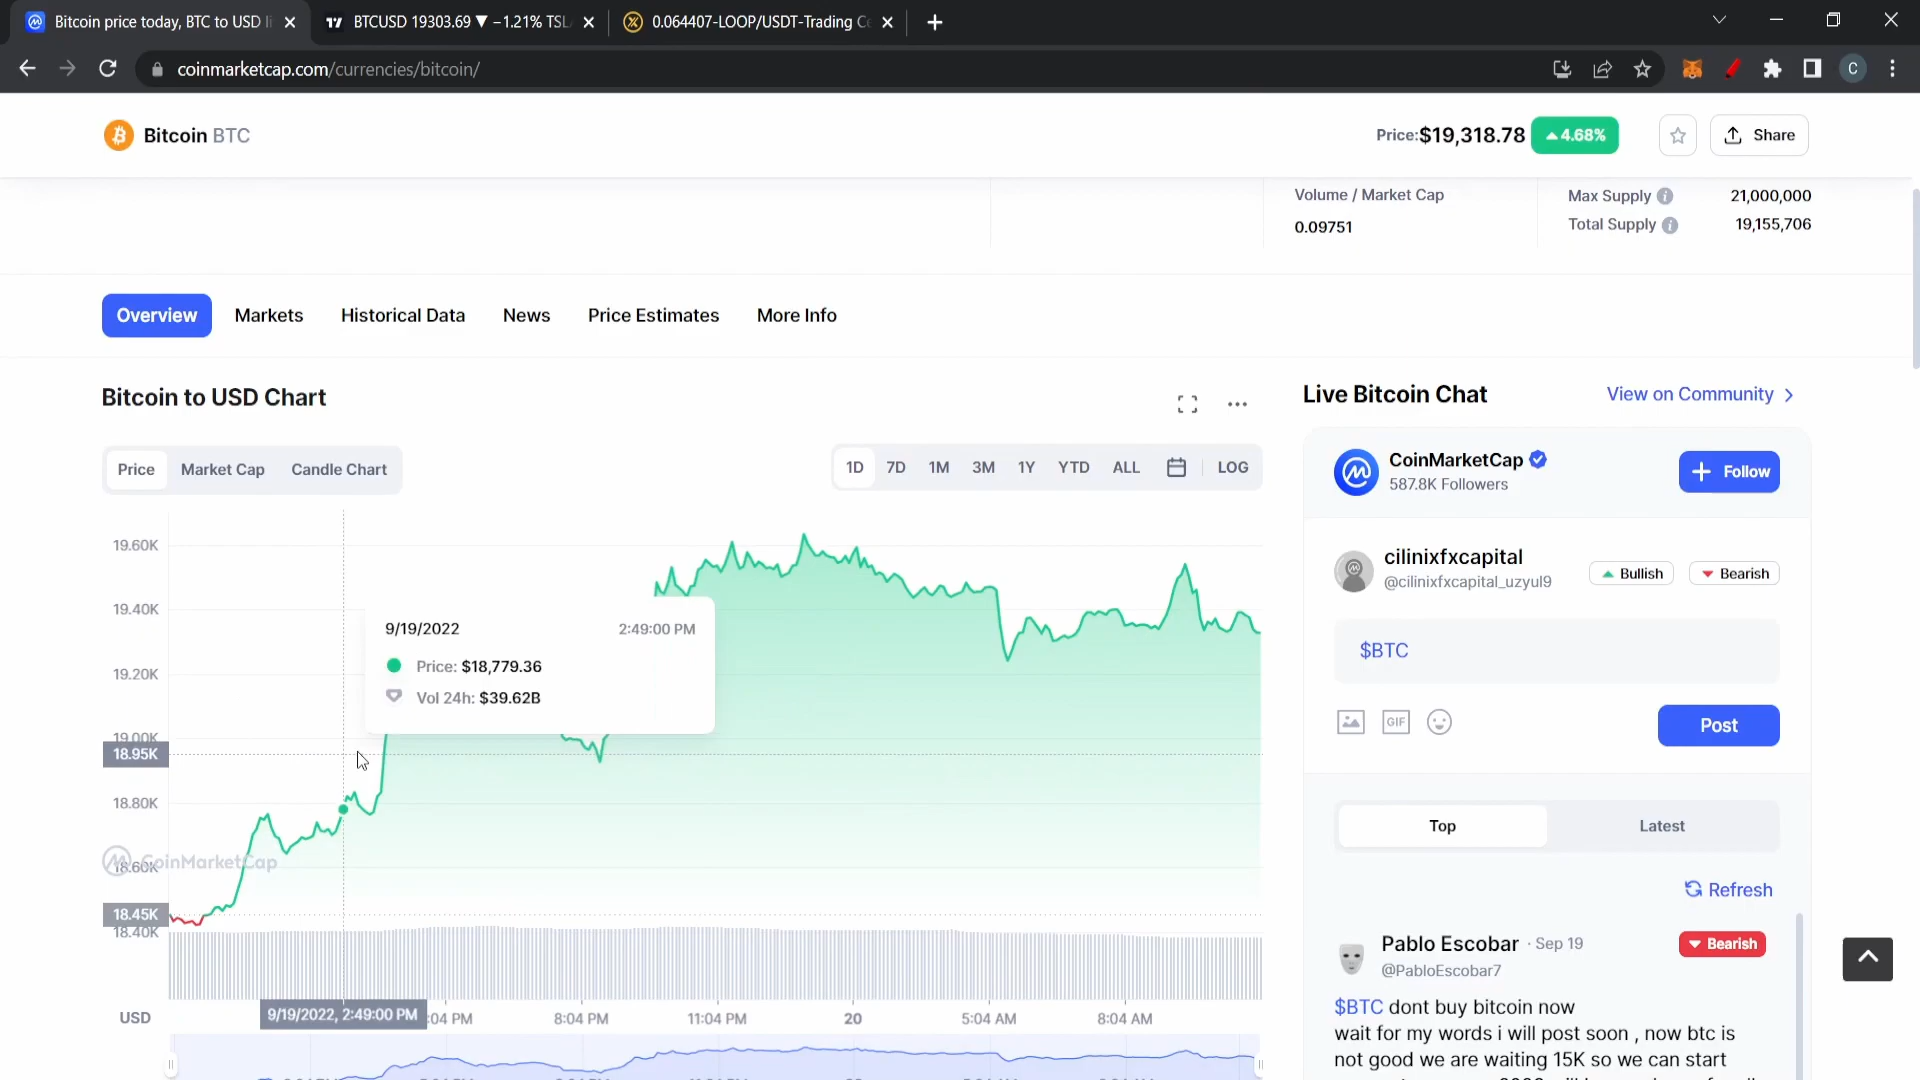 Bitcoin price today, BTC to USD li
BTCUSD 19303.69 ▼ −1.21% TSL
0.064407-LOOP/USDT-Trading Ce
coinmarketcap.com/currencies/bitcoin/
C
Bitcoin BTC
Price:$19,318.78
4.68%
Share
Volume / Market Cap
0.09751
Max Supply
21,000,000
Total Supply
19,155,706
Overview
Markets
Historical Data
News
Price Estimates
More Info
Bitcoin to USD Chart
Price
Market Cap
Candle Chart
1D
7D
1M
3M
1Y
YTD
ALL
LOG
19.60K
19.40K
19.20K
19.00K
18.95K
18.80K
18.60K
18.45K
18.40K
9/19/2022
2:49:00 PM
Price: $18,779.36
Vol 24h: $39.62B
CoinMarketCap
USD
9/19/2022, 2:49:00 PM
:04 PM
8:04 PM
11:04 PM
20
5:04 AM
8:04 AM
Live Bitcoin Chat
View on Community
CoinMarketCap
587.8K Followers
Follow
cilinixfxcapital
@cilinixfxcapital_uzyul9
Bullish
Bearish
$BTC
GIF
Post
Top
Latest
Refresh
Pablo Escobar · Sep 19
@PabloEscobar7
Bearish
$BTC dont buy bitcoin now
wait for my words i will post soon , now btc is
not good we are waiting 15K so we can start